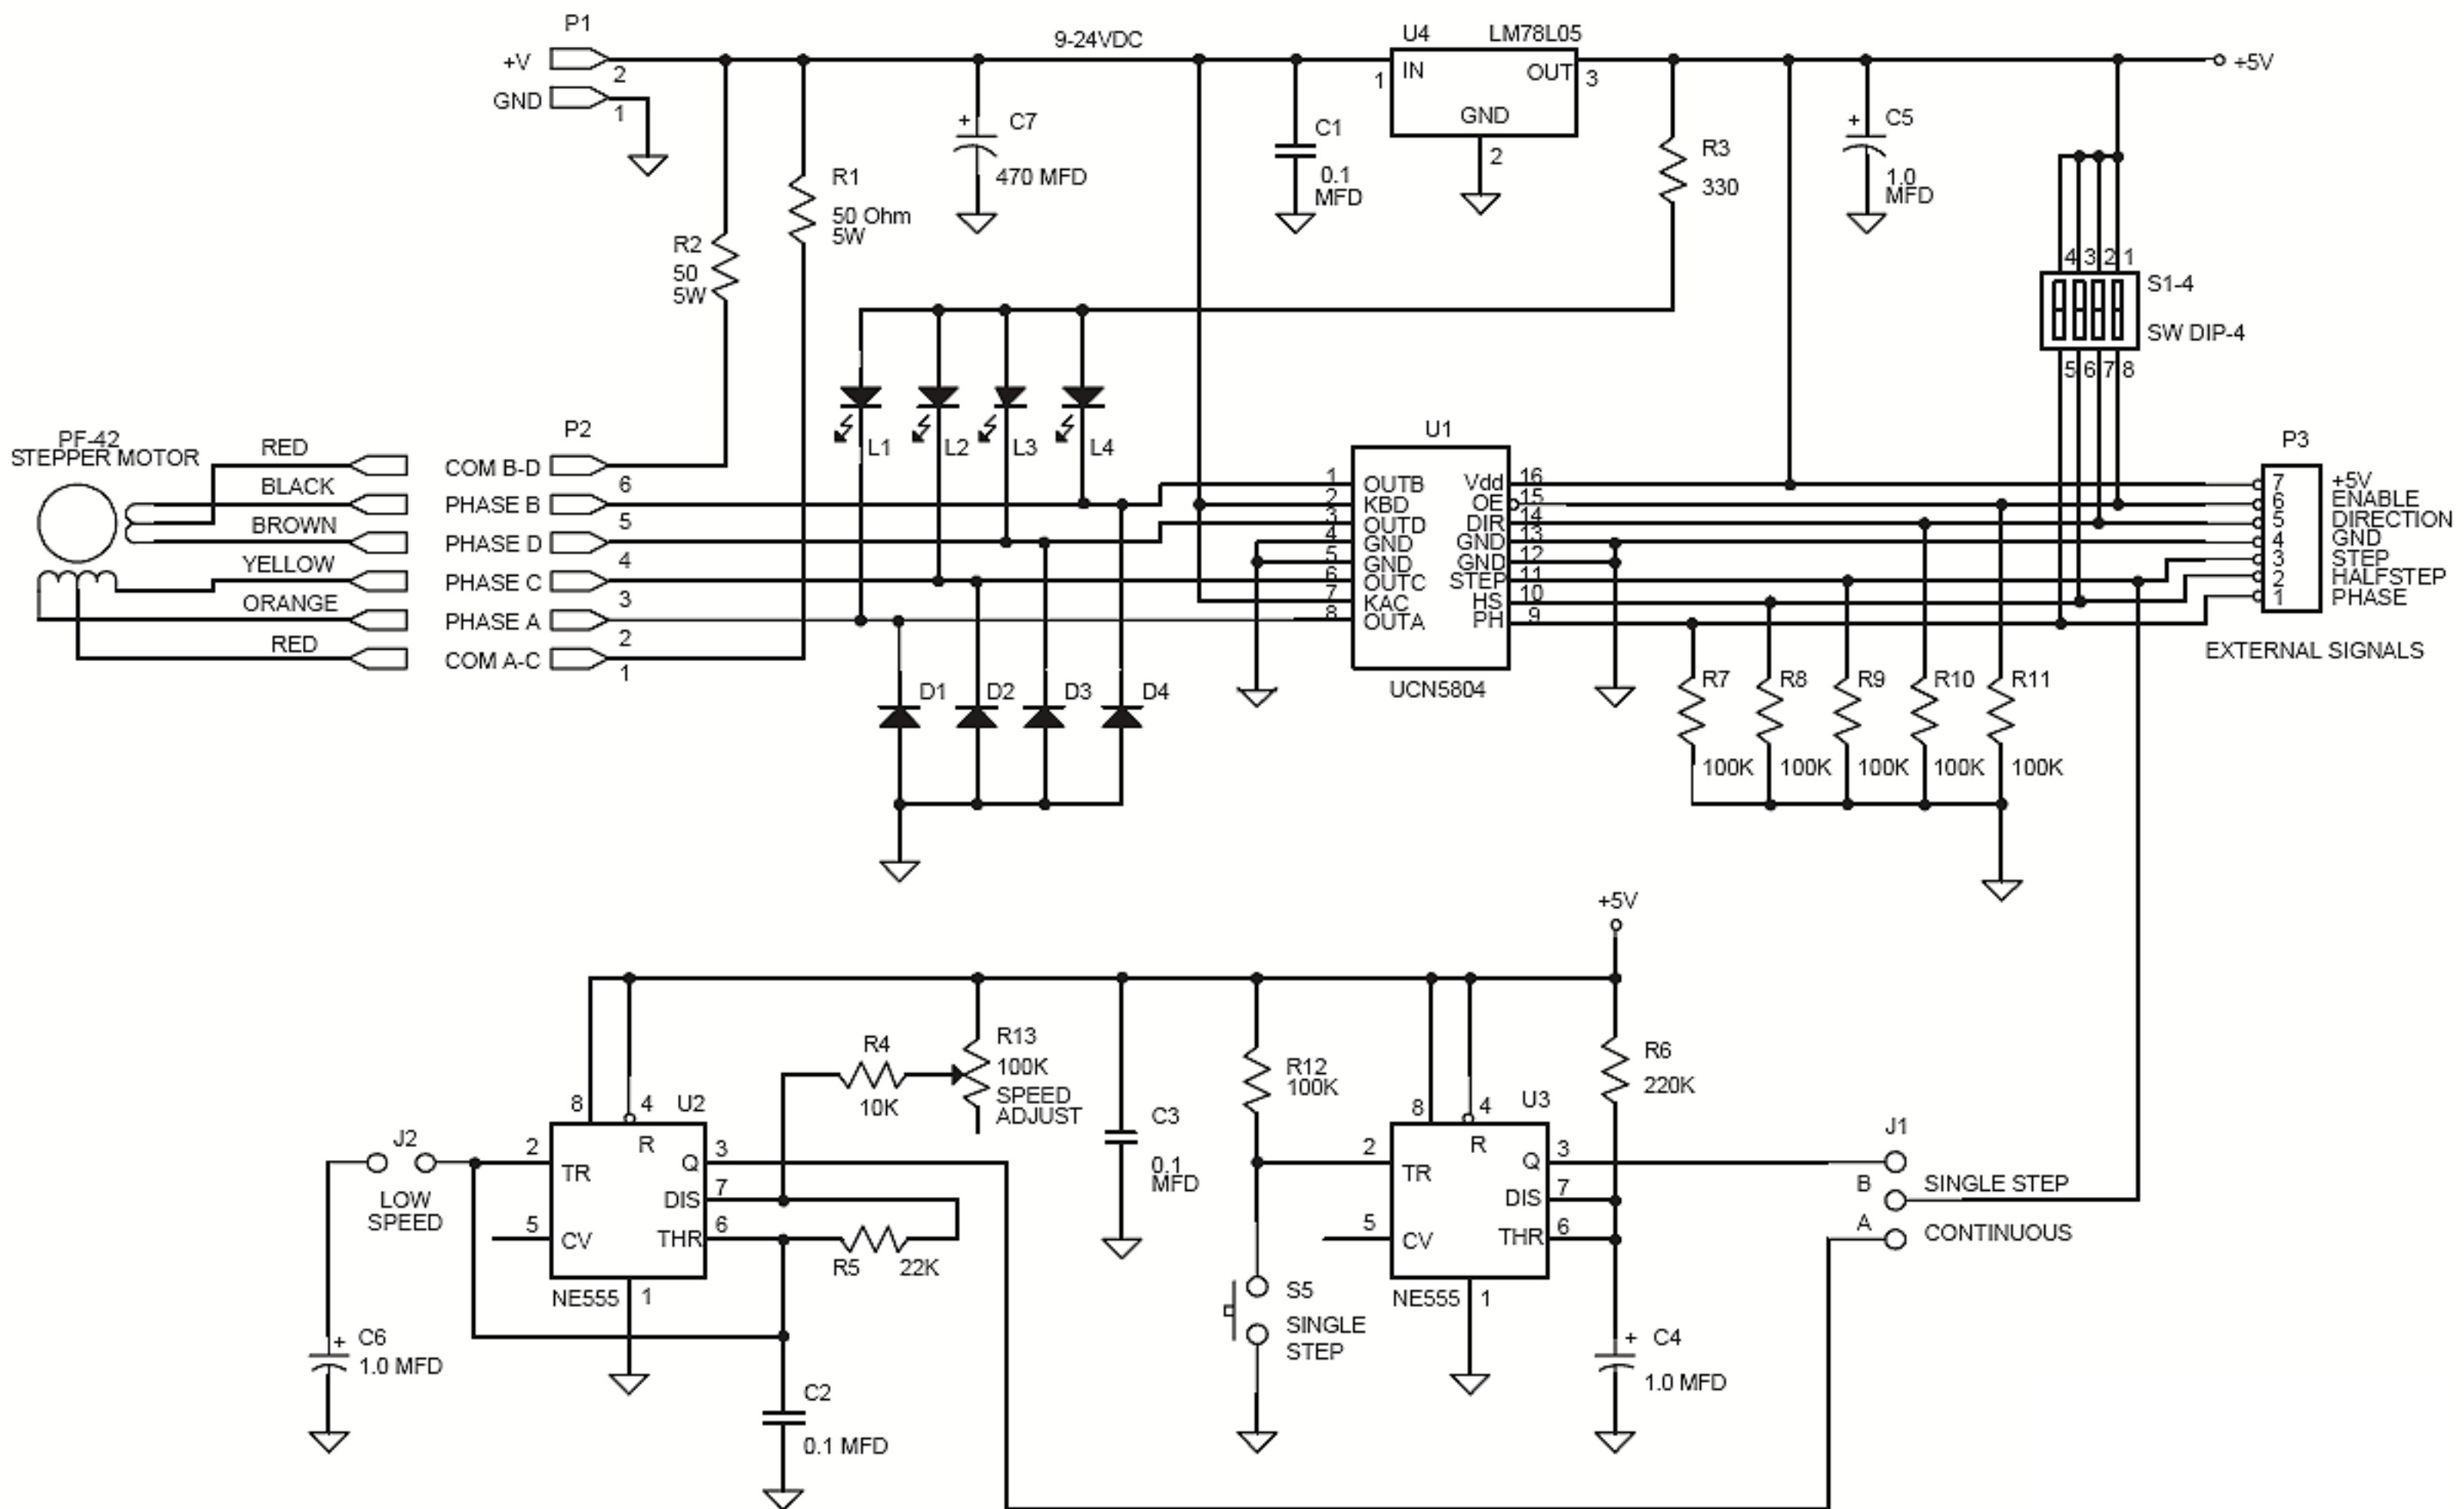 P1
+V
2
GND
1
9-24VDC
U4
LM78L05
IN
OUT
1
3
GND
2
+5V
C7
+
470 MFD
C1
0.1
MFD
R3
330
C5
+
1.0
MFD
R1
50 Ohm
5W
R2
50
5W
4 3 2 1
S1-4
SW DIP-4
5 6 7 8
L1
L2
L3
L4
PF-42
STEPPER MOTOR
RED
BLACK
BROWN
YELLOW
ORANGE
RED
P2
COM B-D
6
PHASE B
5
PHASE D
4
PHASE C
3
PHASE A
2
COM A-C
1
U1
1 OUTB
2 KBD
3 OUTD
4 GND
5 GND
6 OUTC
7 KAC
8 OUTA
Vdd 16
OE 15
DIR 14
GND 13
GND 12
STEP 11
HS 10
PH 9
UCN5804
P3
7 +5V
6 ENABLE
5 DIRECTION
4 GND
3 STEP
2 HALFSTEP
1 PHASE
EXTERNAL SIGNALS
D1
D2
D3
D4
R7
R8
R9
R10
R11
100K
100K
100K
100K
100K
+5V
R4
10K
R13
100K
SPEED
ADJUST
8
4
U2
R
2
TR
Q
3
DIS
7
5
CV
THR
6
NE555
1
R5
22K
J2
LOW
SPEED
C6
+
1.0 MFD
C2
0.1 MFD
C3
0.1
MFD
R12
100K
R6
220K
8
4
U3
R
2
TR
Q
3
DIS
7
5
CV
THR
6
NE555
1
S5
SINGLE
STEP
C4
+
1.0 MFD
J1
B
SINGLE STEP
A
CONTINUOUS